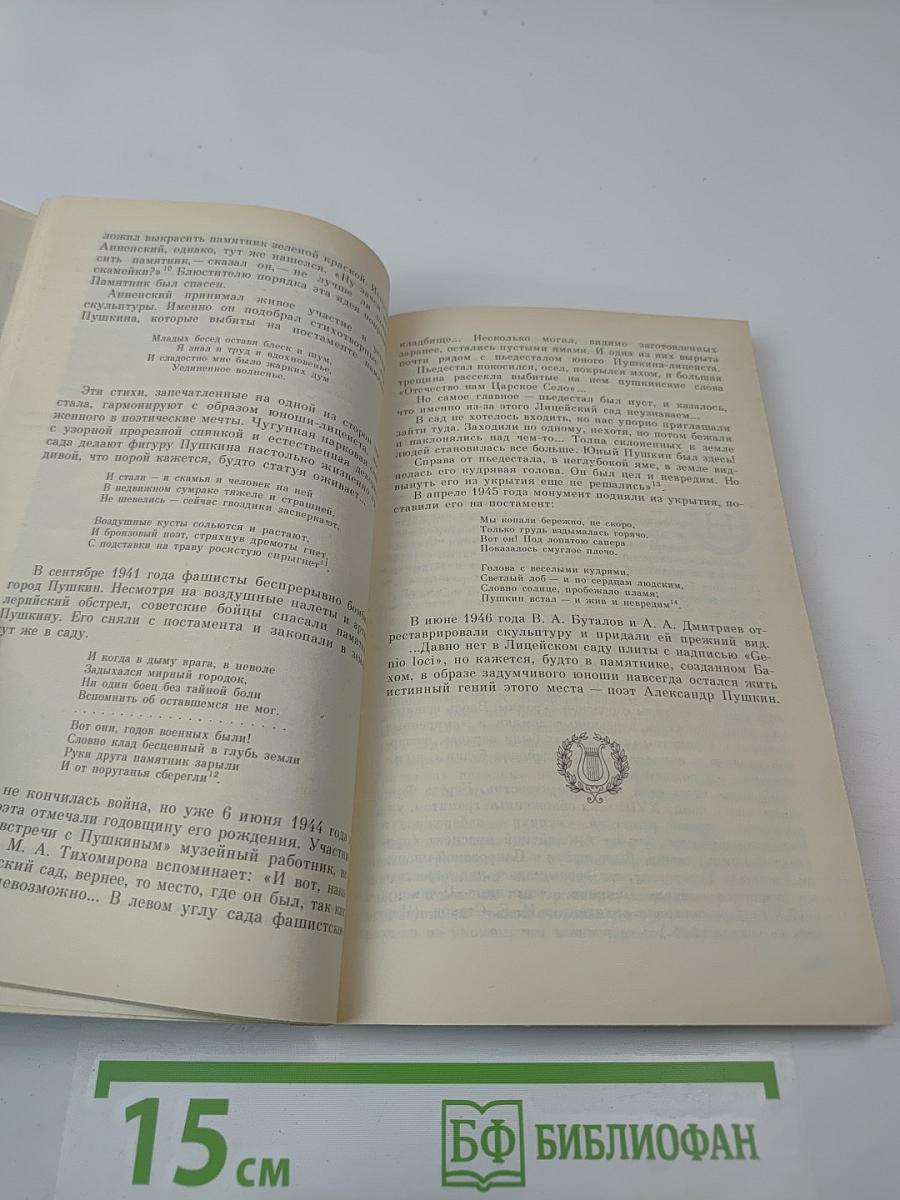 ложил выкрасить памятник зеленой краской. И
Анненский, однако, тут же нашелся. «Ну зачем
сить памятник,— сказал он,— не лучше ли
скамейки?»10 Блюстителю порядка эта идея понр
Памятник был спасен.
Анненский принимал живое участие в
скульптуры. Именно он подобрал стихотвор
Пушкина, которые выбиты на постаменте
Младых бесед оставя блеск и шум,
Я знал и труд и вдохновенье,
И сладостно мне было жарких дум
Уединенное волненье.
Эти стихи, запечатленные на одной из сторон
стала, гармонируют с образом юноши-лицеиста,
женного в поэтические мечты. Чугунная парковая
с узорной прорезной спинкой и естественная
сада делают фигуру Пушкина настолько жизненно
дивой, что порой кажется, будто статуя оживает...
И стали — и скамья и человек на ней
В недвижном сумраке тяжеле и страшней,
Не шевелись — сейчас гвоздики засверкают,
Воздушные кусты сольются и растают,
И бронзовый поэт, стряхнув дремоты гнет,
С подставки на траву росистую спрыгнет11.
В сентябре 1941 года фашисты беспрерывно бомб
город Пушкин. Несмотря на воздушные налеты и арт
лерийский обстрел, советские бойцы спасали памят
Пушкину. Его сняли с постамента и закопали в зем
ут же в саду.
И когда в дыму врага, в неволе
Задыхался мирный городок,
Ни один боец без тайной боли
Вспомнить об оставшемся не мог.
. . . . . . . . . . . . . . . . . . . .
Вот они, годов военных были!
Словно клад бесценный в глубь земли
Руки друга памятник зарыли
И от поруганья сберегли12.
не кончилась война, но уже 6 июня 1944 года
эта отмечали годовщину его рождения. Участни
встречи с Пушкиным» музейный работник,
М. А. Тихомирова вспоминает: «И вот, нак
ский сад, вернее, то место, где он был, так как
невозможно... В левом углу сада фашистско
кладбище... Несколько могил, видимо заготовленных
заранее, остались пустыми ямами. И одна из них вырыта
почти рядом с пьедесталом юного Пушкина-лицеиста.
Пьедестал покосился, осел, покрылся мхом, и большая
трещина рассекла выбитые на нем пушкинские слова
«Отечество нам Царское Село»...
Но самое главное — пьедестал был пуст, и казалось,
что именно из-за этого Лицейский сад неузнаваем...
В сад не хотелось входить, но нас упорно приглашали
зайти туда. Заходили по одному, нехотя, но потом бежали
и наклонялись над чем-то... Толпа склоненных к земле
людей становилась все больше. Юный Пушкин был здесь!
Справа от пьедестала, в неглубокой яме, в земле вид-
нелась его кудрявая голова. Он был цел и невредим. Но
вынуть его из укрытия еще не решались»13.
В апреле 1945 года монумент подняли из укрытия, по-
ставили его на постамент:
Мы копали бережно, не скоро,
Только грудь вздымалась горячо.
Вот он! Под лопатою сапера
Показалось смуглое плечо.
Голова с веселыми кудрями,
Светлый лоб — и по сердцам людским,
Словно солнце, пробежало пламя;
Пушкин встал — и жив и невредим14.
В июне 1946 года В. А. Буталов и А. А. Дмитриев от-
реставрировали скульптуру и придали ей прежний вид.
...Давно нет в Лицейском саду плиты с надписью «Ge-
nio loci», но кажется, будто в памятнике, созданном Ба-
хом, в образе задумчивого юноши навсегда остался жить
истинный гений этого места — поэт Александр Пушкин.
15 см
БФ БИБЛИОФАН